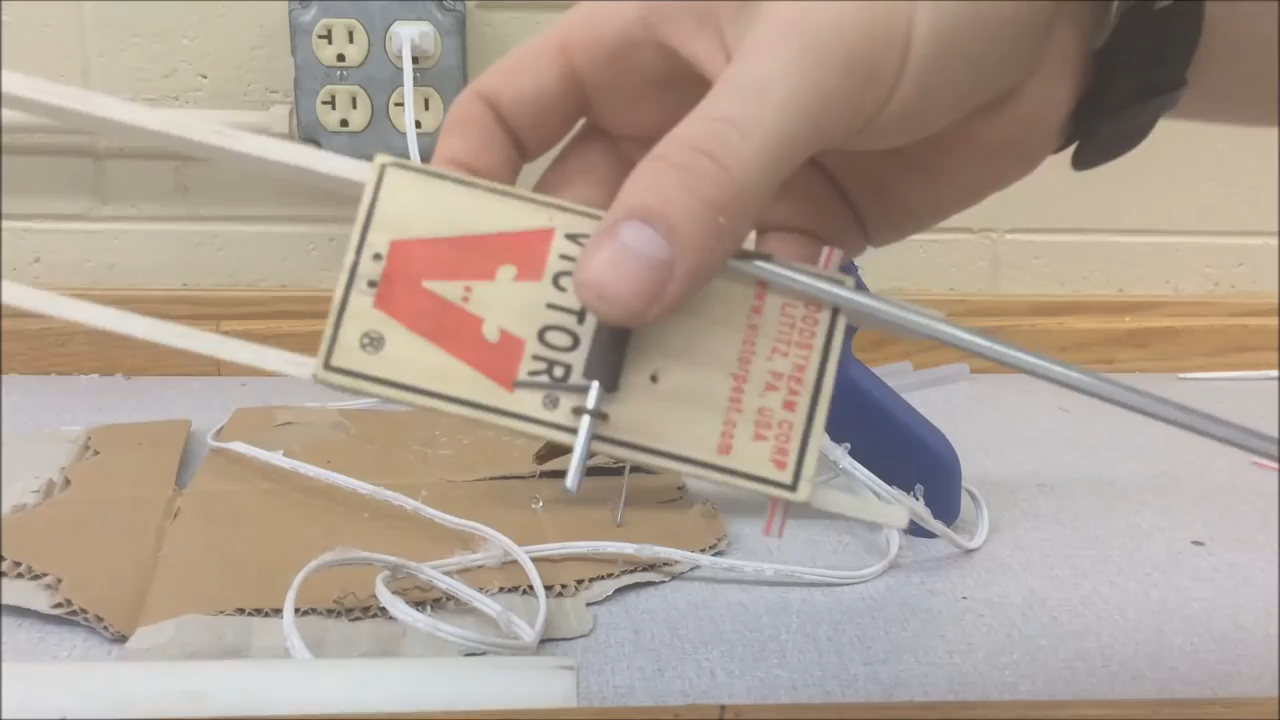 VICTOR
®
®
WOODSTREAM CORP
LITITZ, PA, USA
www.victorpest.com